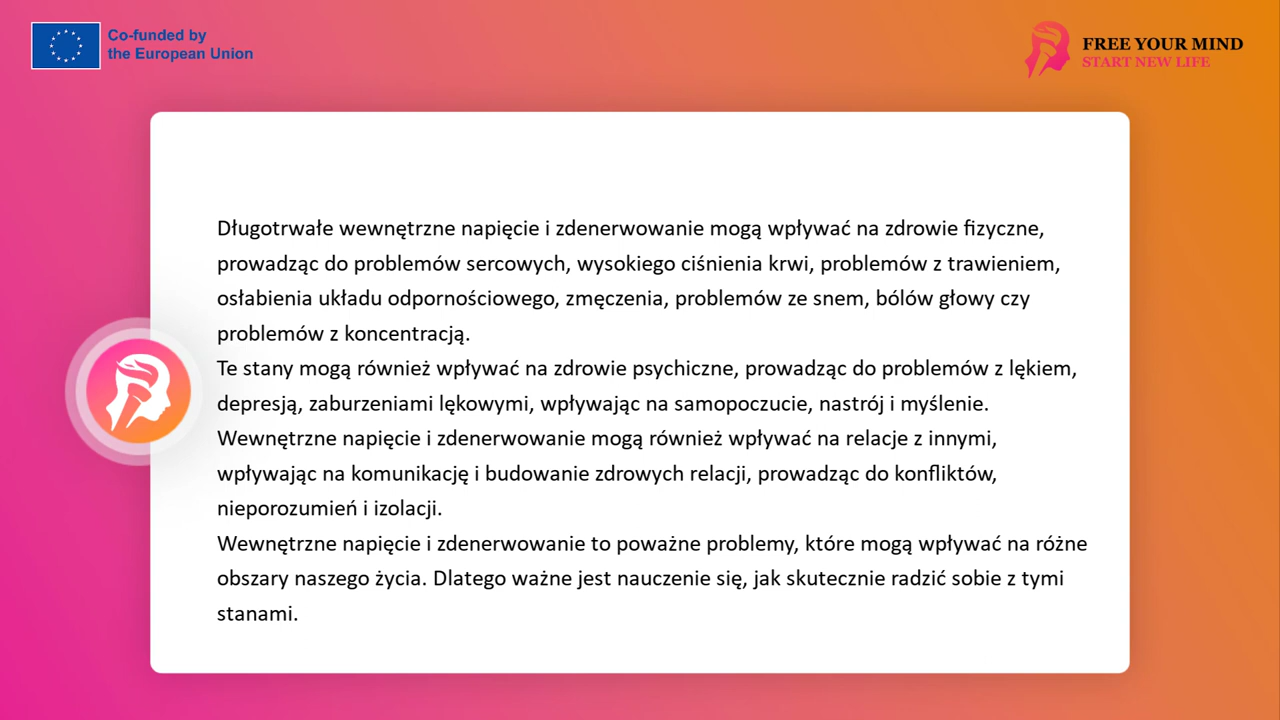 Co-funded by
the European Union
FREE YOUR MIND
START NEW LIFE
Długotrwałe wewnętrzne napięcie i zdenerwowanie mogą wpływać na zdrowie fizyczne,
prowadząc do problemów sercowych, wysokiego ciśnienia krwi, problemów z trawieniem,
osłabienia układu odpornościowego, zmęczenia, problemów ze snem, bólów głowy czy
problemów z koncentracją.
Te stany mogą również wpływać na zdrowie psychiczne, prowadząc do problemów z lękiem,
depresją, zaburzeniami lękowymi, wpływając na samopoczucie, nastrój i myślenie.
Wewnętrzne napięcie i zdenerwowanie mogą również wpływać na relacje z innymi,
wpływając na komunikację i budowanie zdrowych relacji, prowadząc do konfliktów,
nieporozumień i izolacji.
Wewnętrzne napięcie i zdenerwowanie to poważne problemy, które mogą wpływać na różne
obszary naszego życia. Dlatego ważne jest nauczenie się, jak skutecznie radzić sobie z tymi
stanami.